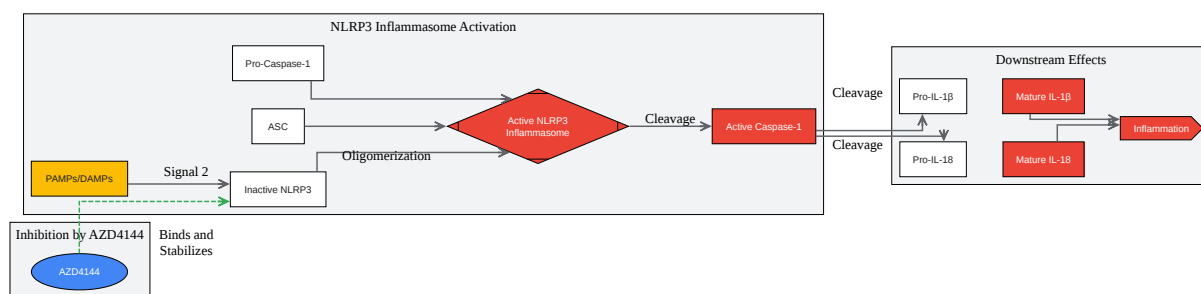 NLRP3 Inflammasome Activation
Pro-Caspase-1
ASC
Active NLRP3
Inflammasome
Cleavage
Active Caspase-1
Oligomerization
PAMPs/DAMPs
Signal 2
Inactive NLRP3
Downstream Effects
Cleavage
Pro-IL-1β
Mature IL-1β
Inflammation
Cleavage
Pro-IL-18
Mature IL-18
Inhibition by AZD4144
Binds and
Stabilizes
AZD4144